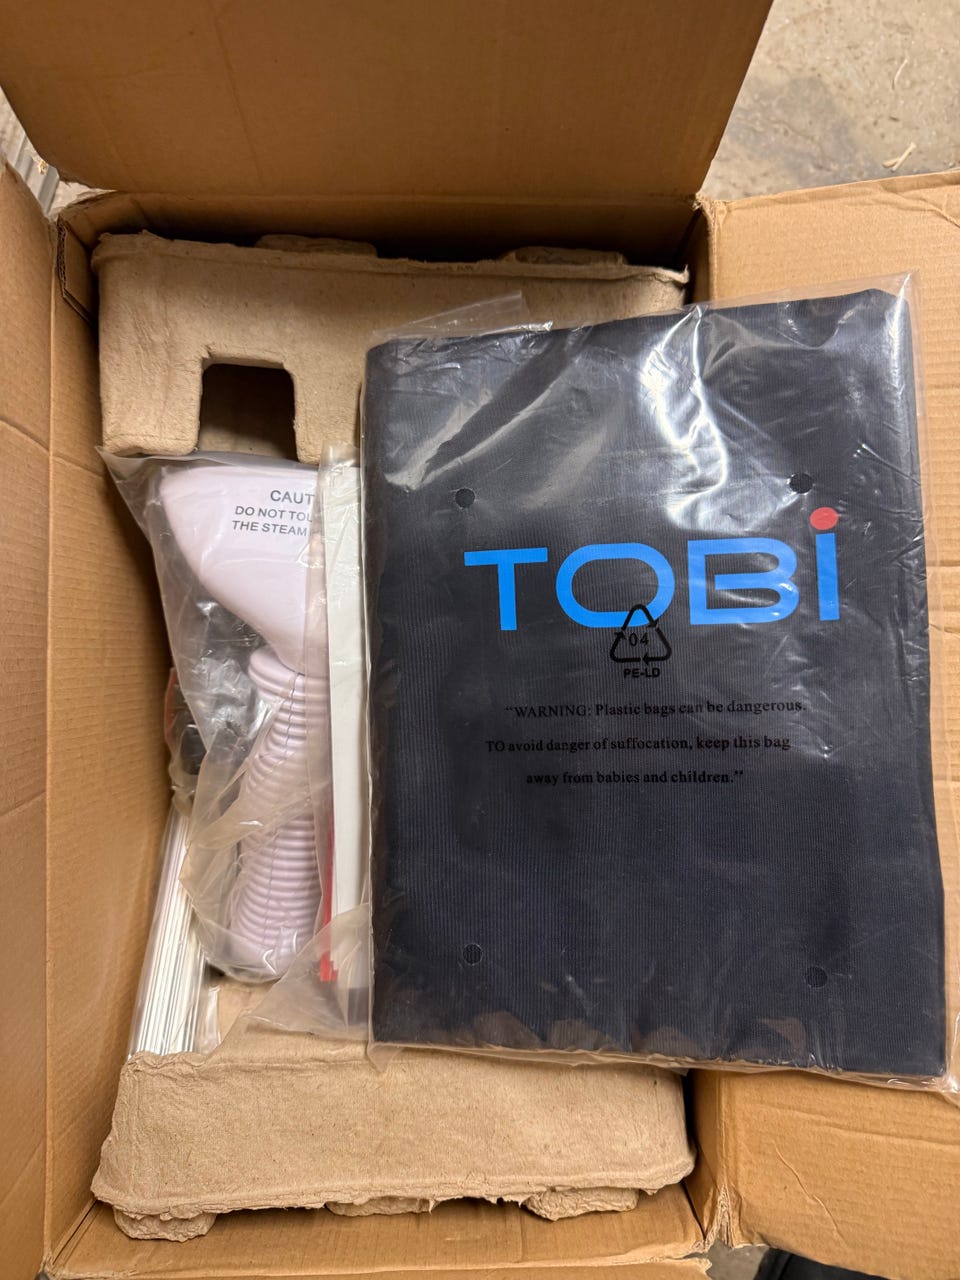 CAUT
DO NOT TOU
THE STEAM
TOBi
04
PE-LD
“WARNING: Plastic bags can be dangerous.
TO avoid danger of suffocation, keep this bag
away from babies and children.”